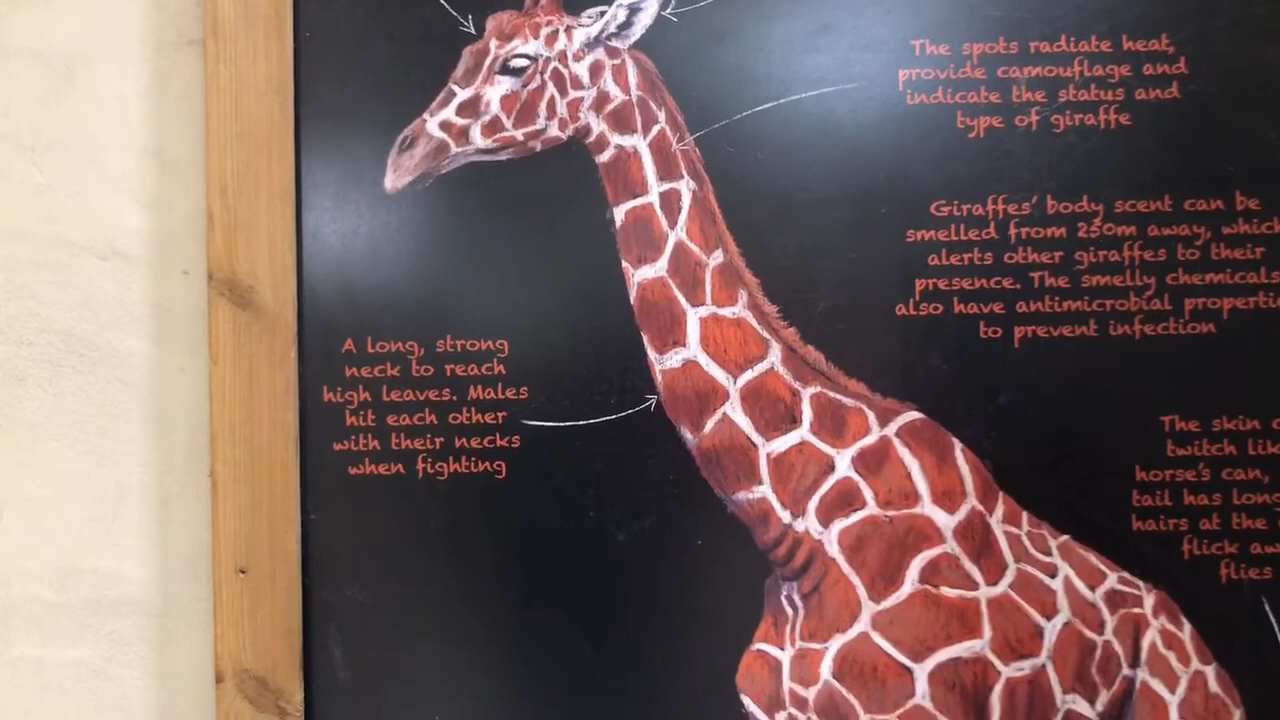 The spots radiate heat,
provide camouflage and
indicate the status and
type of giraffe
Giraffes' body scent can be
smelled from 250m away, which
alerts other giraffes to their
presence. The smelly chemicals
also have antimicrobial
to prevent infection
A long, strong
neck to reach
high leaves. Males
hit each other
with their necks
when fighting
The skin
twitch
horse's can,
tail has
hairs at the
flick
flies